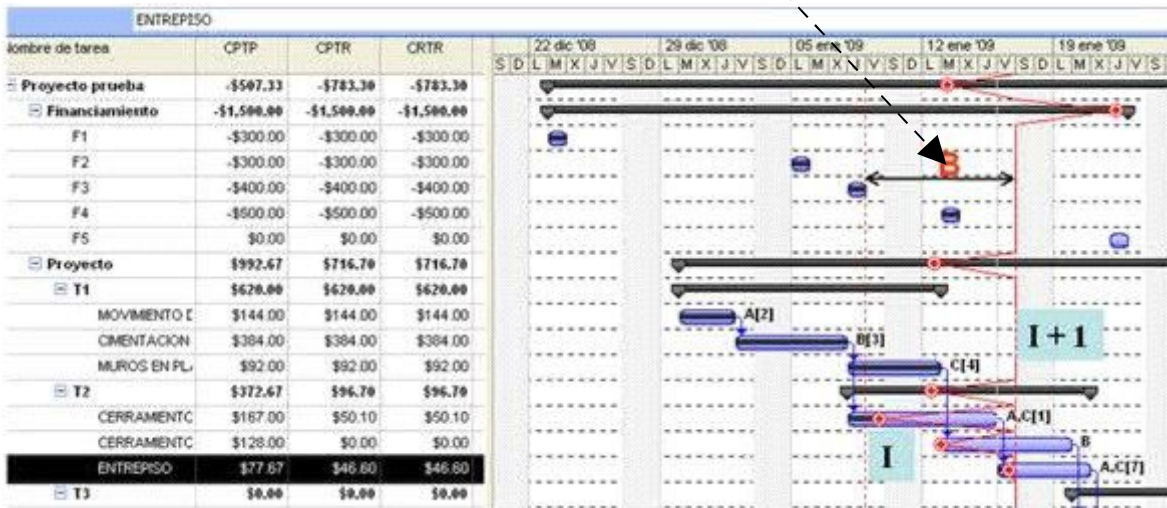 ENTREPISO
Nombre de tarea CPTP CPTR CRTR 22 dic '08 29 dic '08 05 ene '09 12 ene '09 19 ene '09
S D L M X J V S D L M X J V S D L M X J V S D L M X J V S D L M X J V S
Proyecto prueba -$507.33 -$783.30 -$783.30
Financiamiento -$1,500.00 -$1,500.00 -$1,500.00
F1 -$300.00 -$300.00 -$300.00
F2 -$300.00 -$300.00 -$300.00 B
F3 -$400.00 -$400.00 -$400.00
F4 -$500.00 -$500.00 -$500.00
F5 $0.00 $0.00 $0.00
Proyecto $992.67 $716.70 $716.70
T1 $620.00 $620.00 $620.00
MOVIMIENTO D $144.00 $144.00 $144.00 A[2]
CIMENTACION $384.00 $384.00 $384.00 B[3] I + 1
MUROS EN PL $92.00 $92.00 $92.00 C[4]
T2 $372.67 $96.70 $96.70
CERRAMIENTO $167.00 $50.10 $50.10 A,C[1]
CERRAMIENTO $128.00 $0.00 $0.00 I B
ENTREPISO $77.67 $46.60 $46.60 A,C[7]
T3 $0.00 $0.00 $0.00